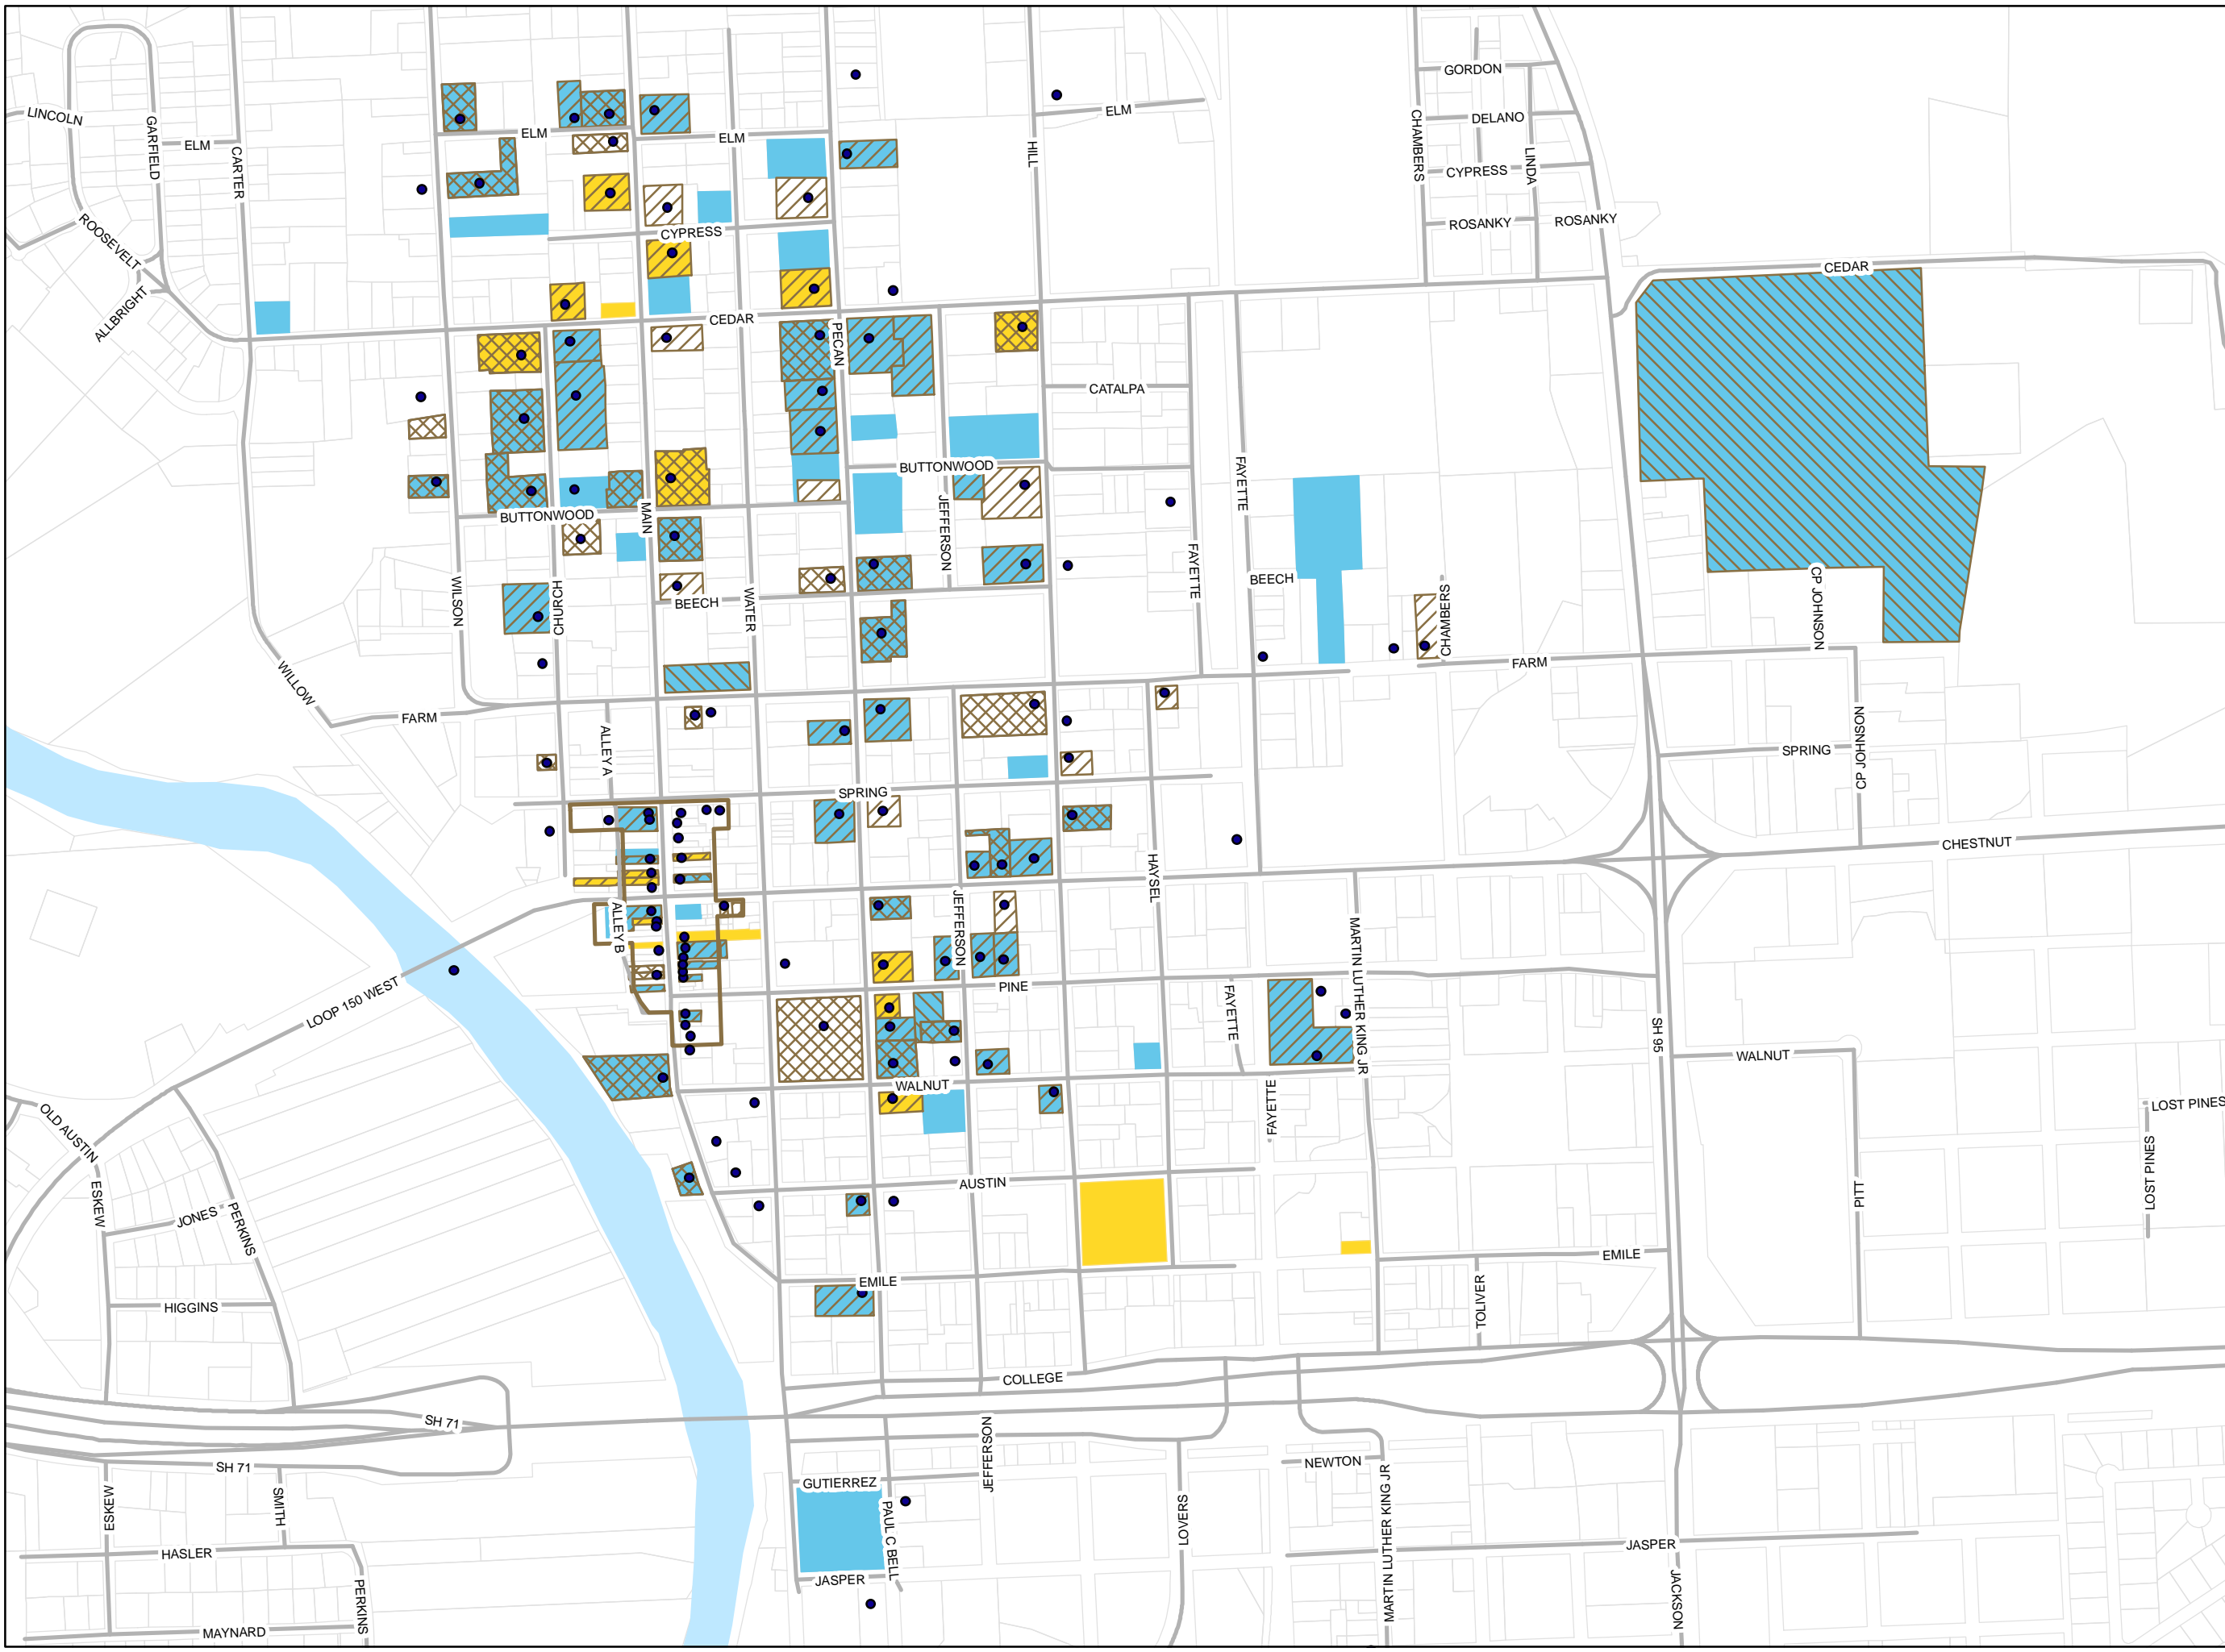 GORDON
LINCOLN
GARFIELD
ELM
CARTER
ELM
ELM
HILL
ELM
CHAMBERS
DELANO
LINDA
CYPRESS
ROSANKY
ROSANKY
ROOSEVELT
CYPRESS
ALLBRIGHT
CEDAR
CEDAR
PECAN
CATALPA
BUTTONWOOD
FAYETTE
BUTTONWOOD
MAIN
JEFFERSON
FAYETTE
BEECH
WILSON
CHURCH
BEECH
WATER
CHAMBERS
CP JOHNSON
WILLOW
FARM
FARM
ALLEY A
SPRING
CP JOHNSON
SPRING
CHESTNUT
HAYSEL
JEFFERSON
ALLEY B
MARTIN LUTHER KING JR
LOOP 150 WEST
PINE
FAYETTE
SH 95
WALNUT
WALNUT
FAYETTE
LOST PINES
OLD AUSTIN
ESKEW
JONES
PERKINS
AUSTIN
PITT
LOST PINES
EMILE
EMILE
HIGGINS
TOLIVER
COLLEGE
SH 71
SH 71
JEFFERSON
NEWTON
GUTIERREZ
ESKEW
SMITH
PAUL C BELL
LOVERS
MARTIN LUTHER KING JR
HASLER
JASPER
JASPER
JACKSON
PERKINS
MAYNARD